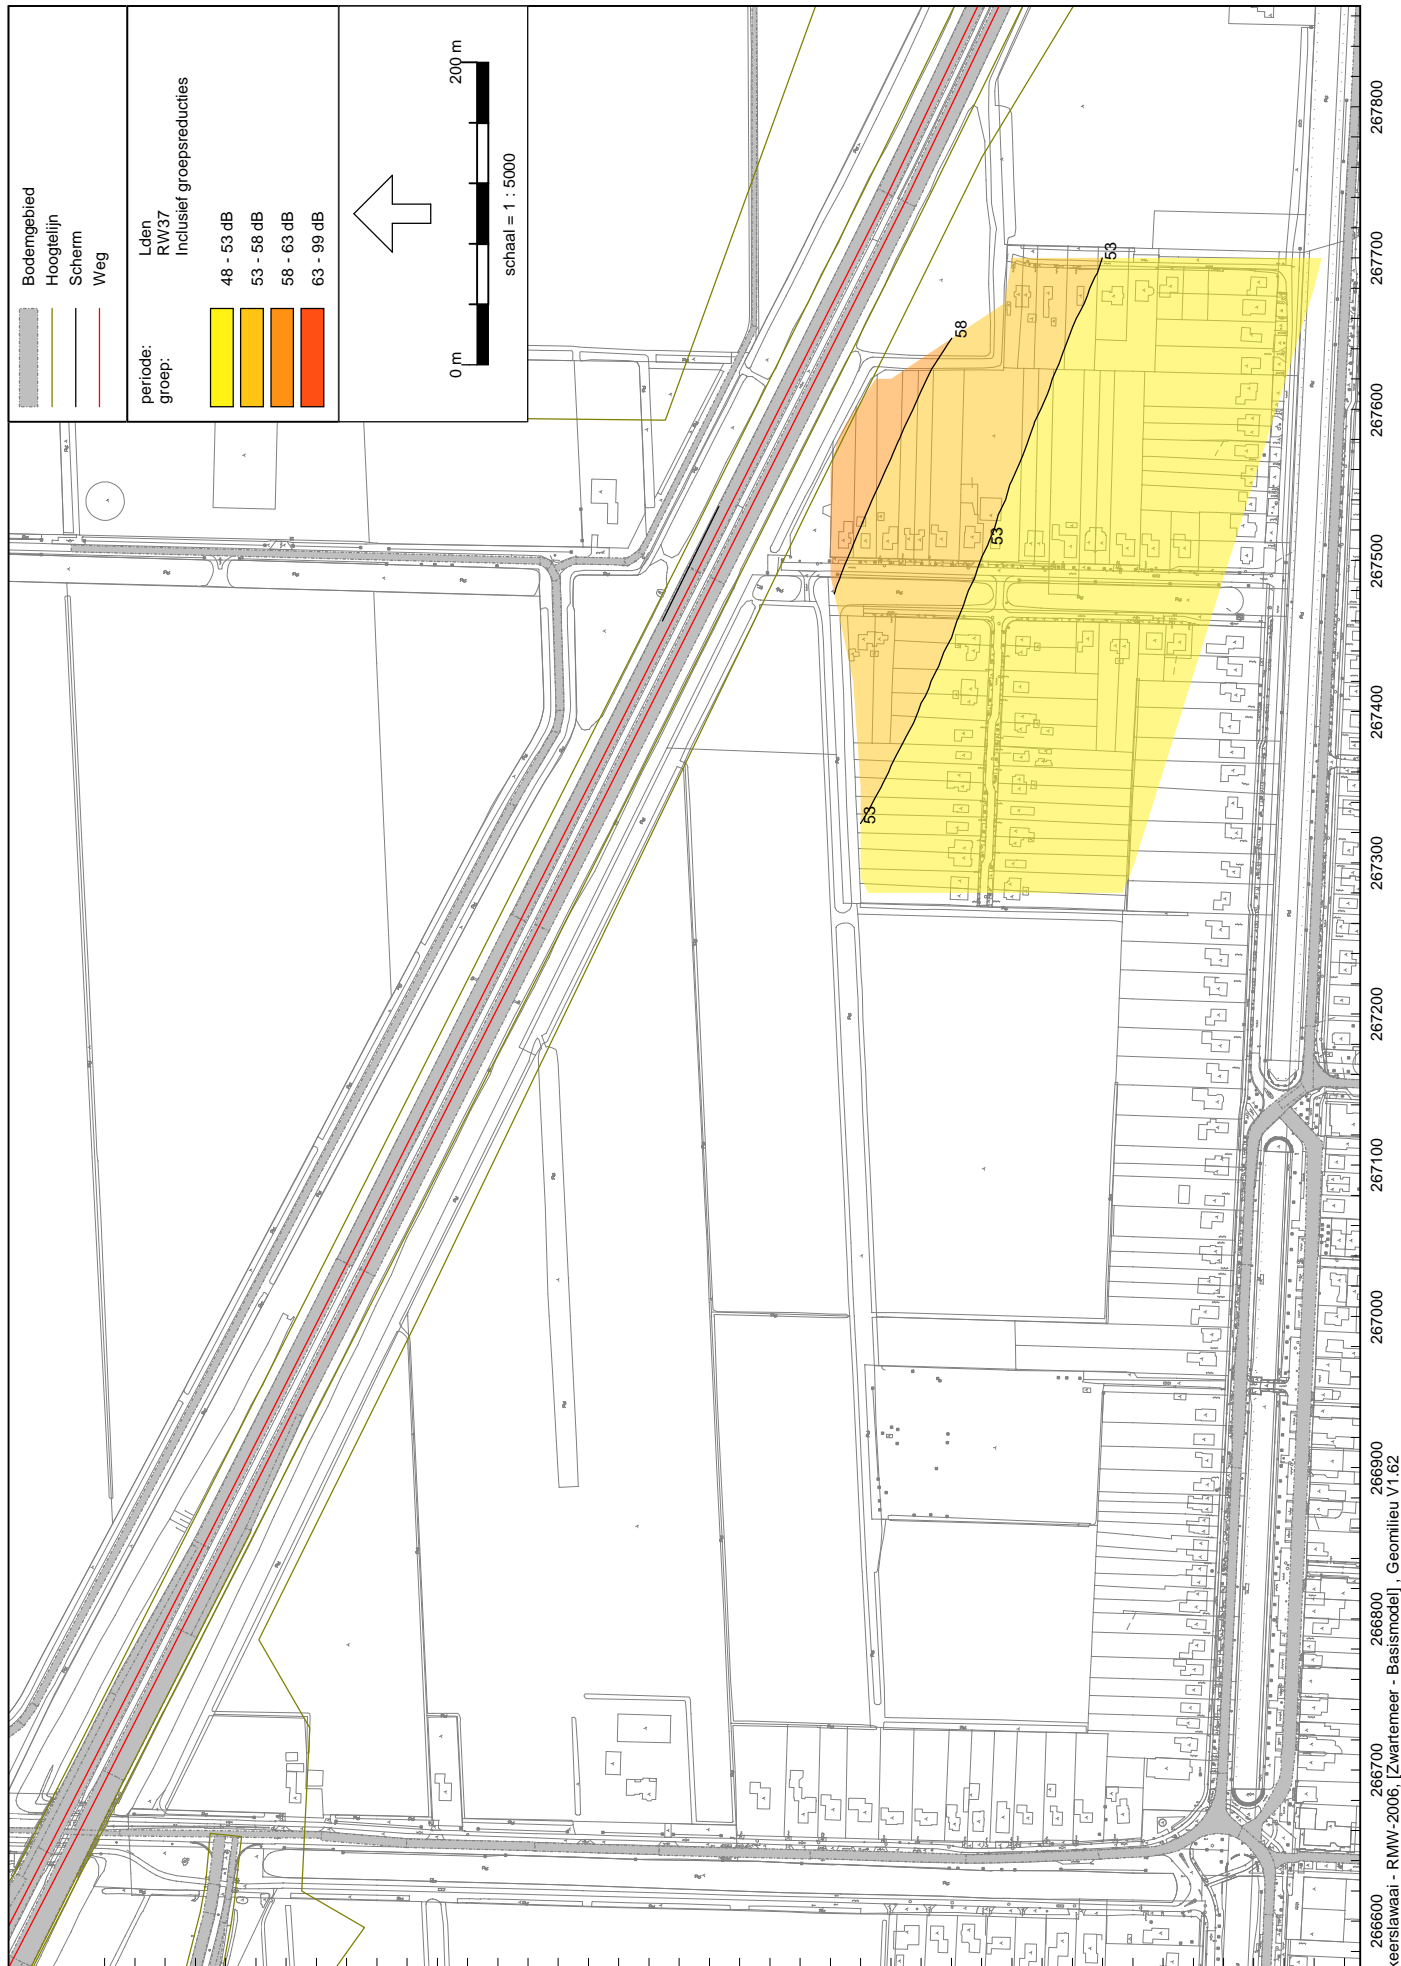 Bodemgebied
Hoogtelijn
Scherm
Weg
periode: Lden
groep: RW37
Inclusief groepsreducties
48 - 53 dB
53 - 58 dB
58 - 63 dB
63 - 99 dB
0 m 200 m
schaal = 1 : 5000
58
53
53
53
266600 266700 266800 266900 267000 267100 267200 267300 267400 267500 267600 267700 267800
keerslawaai - RMW-2006, [Zwartemeer - Basismodel] , Geomilieu V1.62